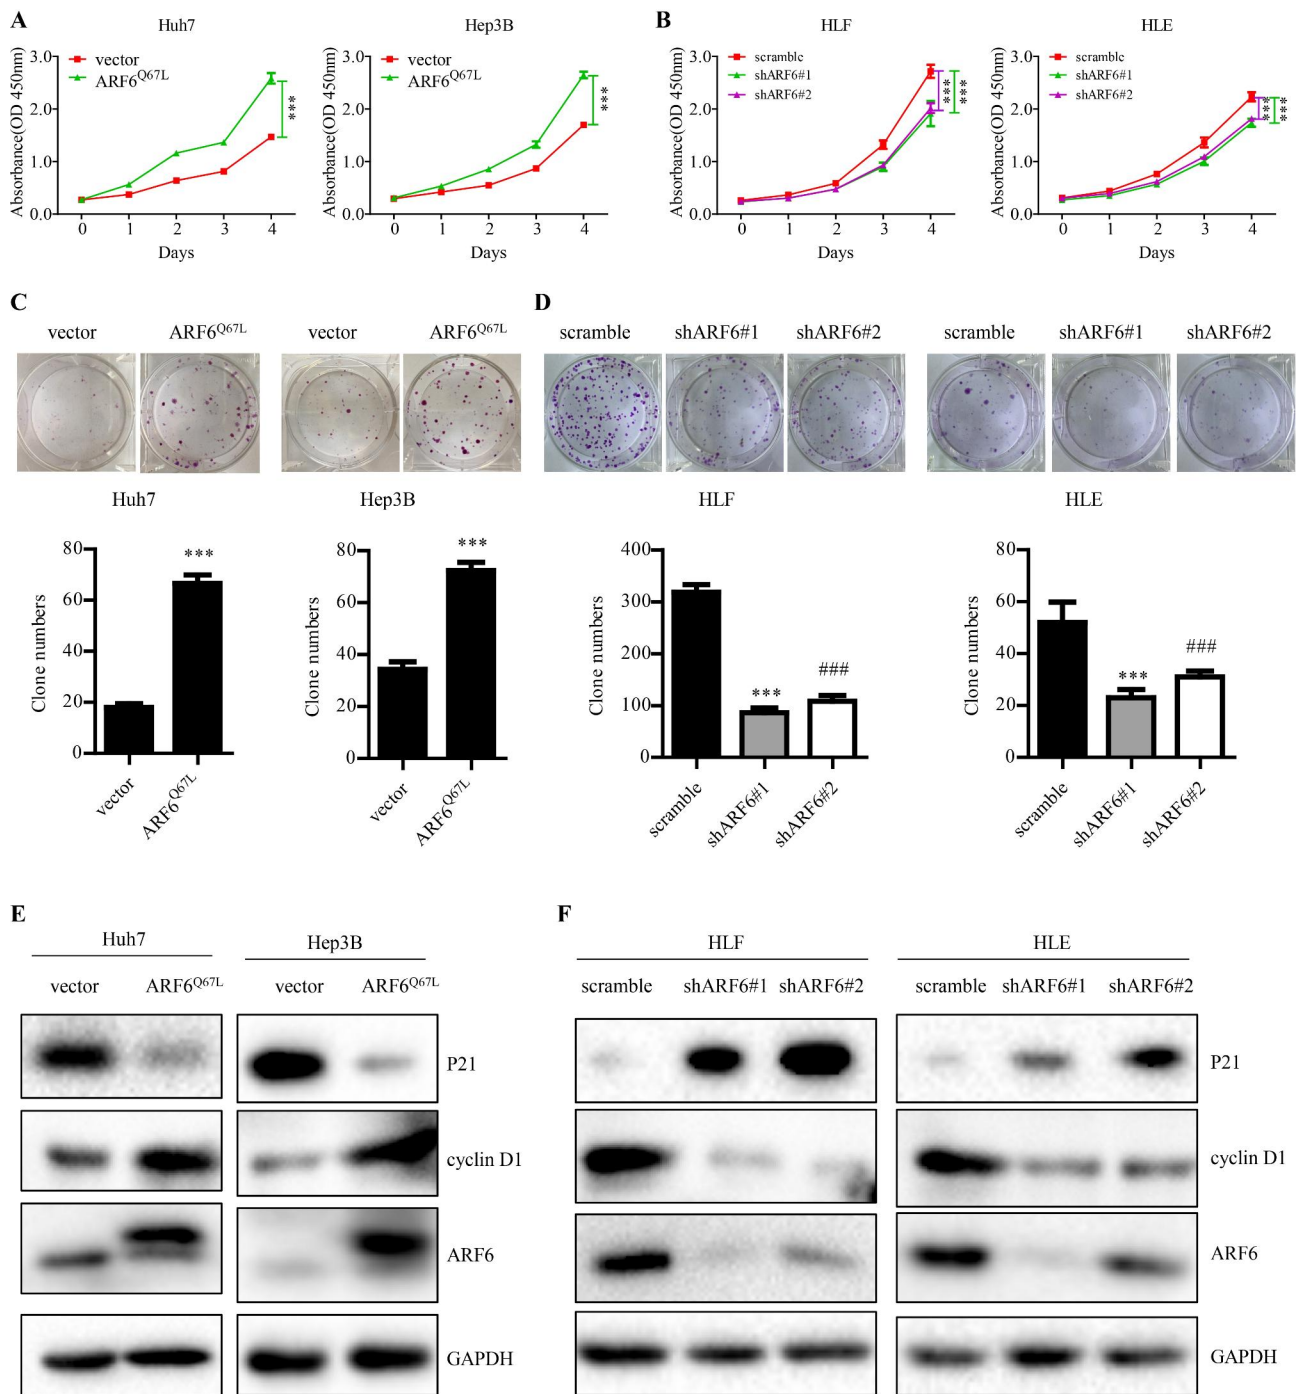 A
Huh7
Absorbance(OD 450nm)
3.0
2.0
1.0
0.0
vector
ARF6Q67L
***
0 1 2 3 4
Days
Hep3B
Absorbance(OD 450nm)
3.0
2.0
1.0
0.0
vector
ARF6Q67L
***
0 1 2 3 4
Days
B
HLF
Absorbance(OD 450nm)
3.0
2.0
1.0
0.0
scramble
shARF6#1
shARF6#2
***
***
0 1 2 3 4
Days
HLE
Absorbance(OD 450nm)
3.0
2.0
1.0
0.0
scramble
shARF6#1
shARF6#2
***
***
0 1 2 3 4
Days
C
vector ARF6Q67L vector ARF6Q67L
Huh7
Clone numbers
80
60
40
20
0
***
vector
ARF6Q67L
Hep3B
Clone numbers
80
60
40
20
0
***
vector
ARF6Q67L
D
scramble shARF6#1 shARF6#2 scramble shARF6#1 shARF6#2
HLF
Clone numbers
400
300
200
100
0
***
###
scramble
shARF6#1
shARF6#2
HLE
Clone numbers
80
60
40
20
0
***
###
scramble
shARF6#1
shARF6#2
E
Huh7 Hep3B
vector ARF6Q67L vector ARF6Q67L
P21
cyclin D1
ARF6
GAPDH
F
HLF HLE
scramble shARF6#1 shARF6#2 scramble shARF6#1 shARF6#2
P21
cyclin D1
ARF6
GAPDH